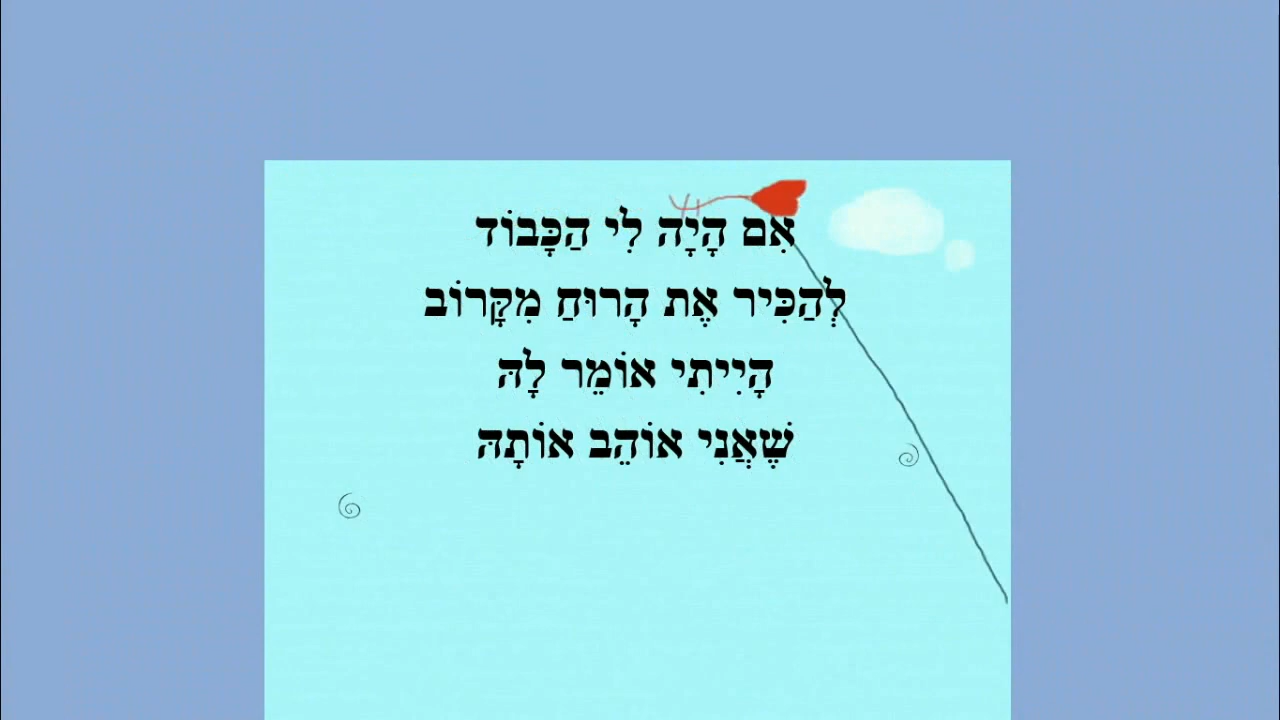 אִם הָיָה לִי הַכָּבוֹד
לְהַכִּיר אֶת הָרוּחַ מִקָּרוֹב
הָיִיתִי אוֹמֵר לָהּ
שֶׁאֲנִי אוֹהֵב אוֹתָהּ